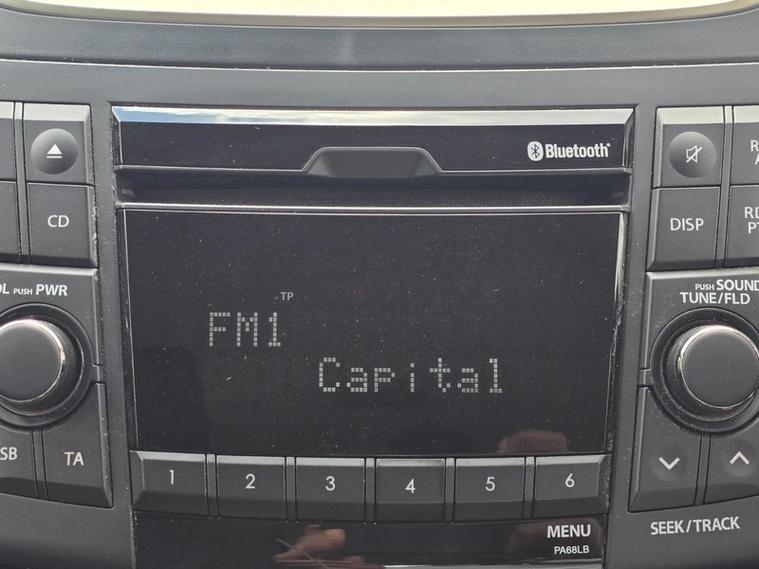 Bluetooth
CD
DISP
PUSH PWR
PUSH SOUND
TUNE/FLD
TP
FM1
Capital
TA
1 2 3 4 5 6
MENU
PA68LB
SEEK/TRACK